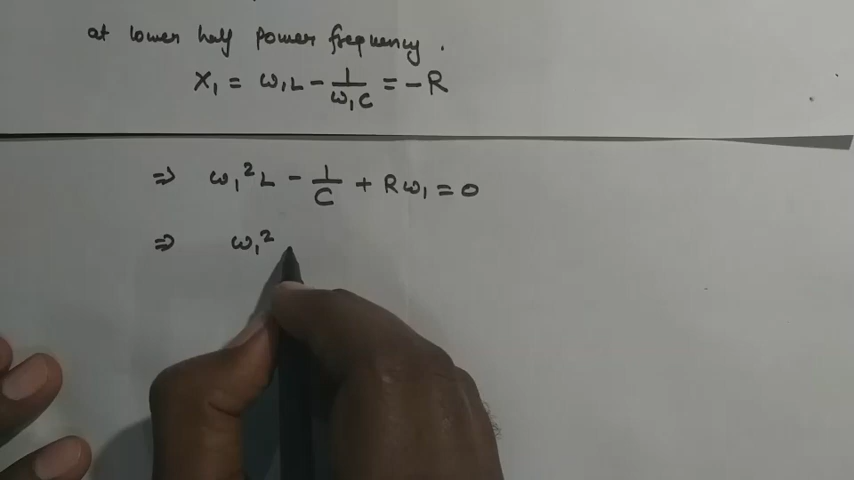 at lower half power frequency.
X₁ = ω₁L − 1/(ω₁C) = −R
⇒ ω₁²L − 1/C + Rω₁ = 0
⇒ ω₁²